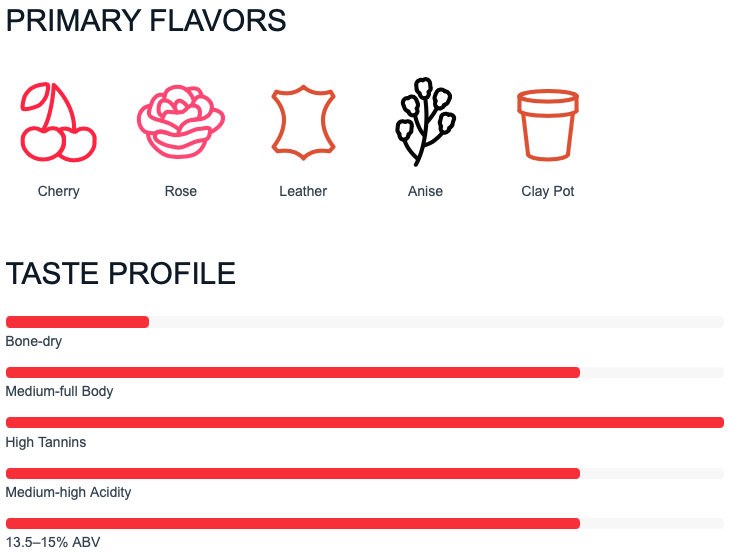 PRIMARY FLAVORS
Cherry Rose Leather Anise Clay Pot
TASTE PROFILE
Bone-dry
Medium-full Body
High Tannins
Medium-high Acidity
13.5–15% ABV